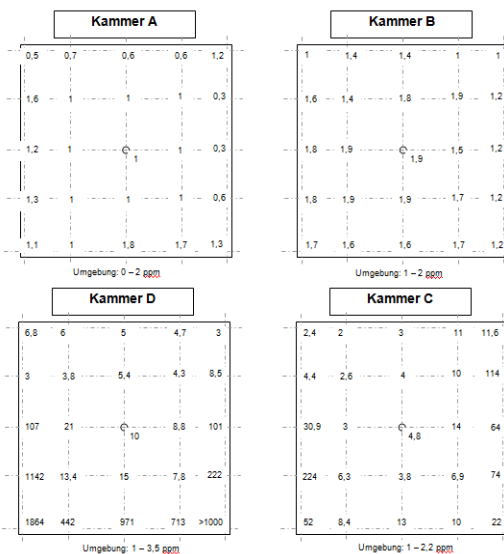 Kammer A
0,5 0,7 0,6 0,6 1,2
1,6 1 1 1 0,3
1,2 1 1 1 0,3
1,3 1 1 1 0,6
1,1 1 1,8 1,7 1,3
Umgebung: 0 – 2 ppm
Kammer B
1 1,4 1,4 1 1
1,6 1,4 1,8 1,9 1,2
1,8 1,9 1,9 1,5 1,2
1,8 1,9 1,9 1,7 1,2
1,7 1,6 1,6 1,7 1,2
Umgebung: 1 – 2 ppm
Kammer D
6,8 6 5 4,7 3
3 3,8 5,4 4,3 8,5
107 21 10 8,8 101
1142 13,4 15 7,8 222
1864 442 971 713 >1000
Umgebung: 1 – 3,5 ppm
Kammer C
2,4 2 3 11 11,6
4,4 2,6 4 10 114
30,9 3 4,8 14 64
224 6,3 3,8 6,9 74
52 8,4 13 10 22
Umgebung: 1 – 2,2 ppm